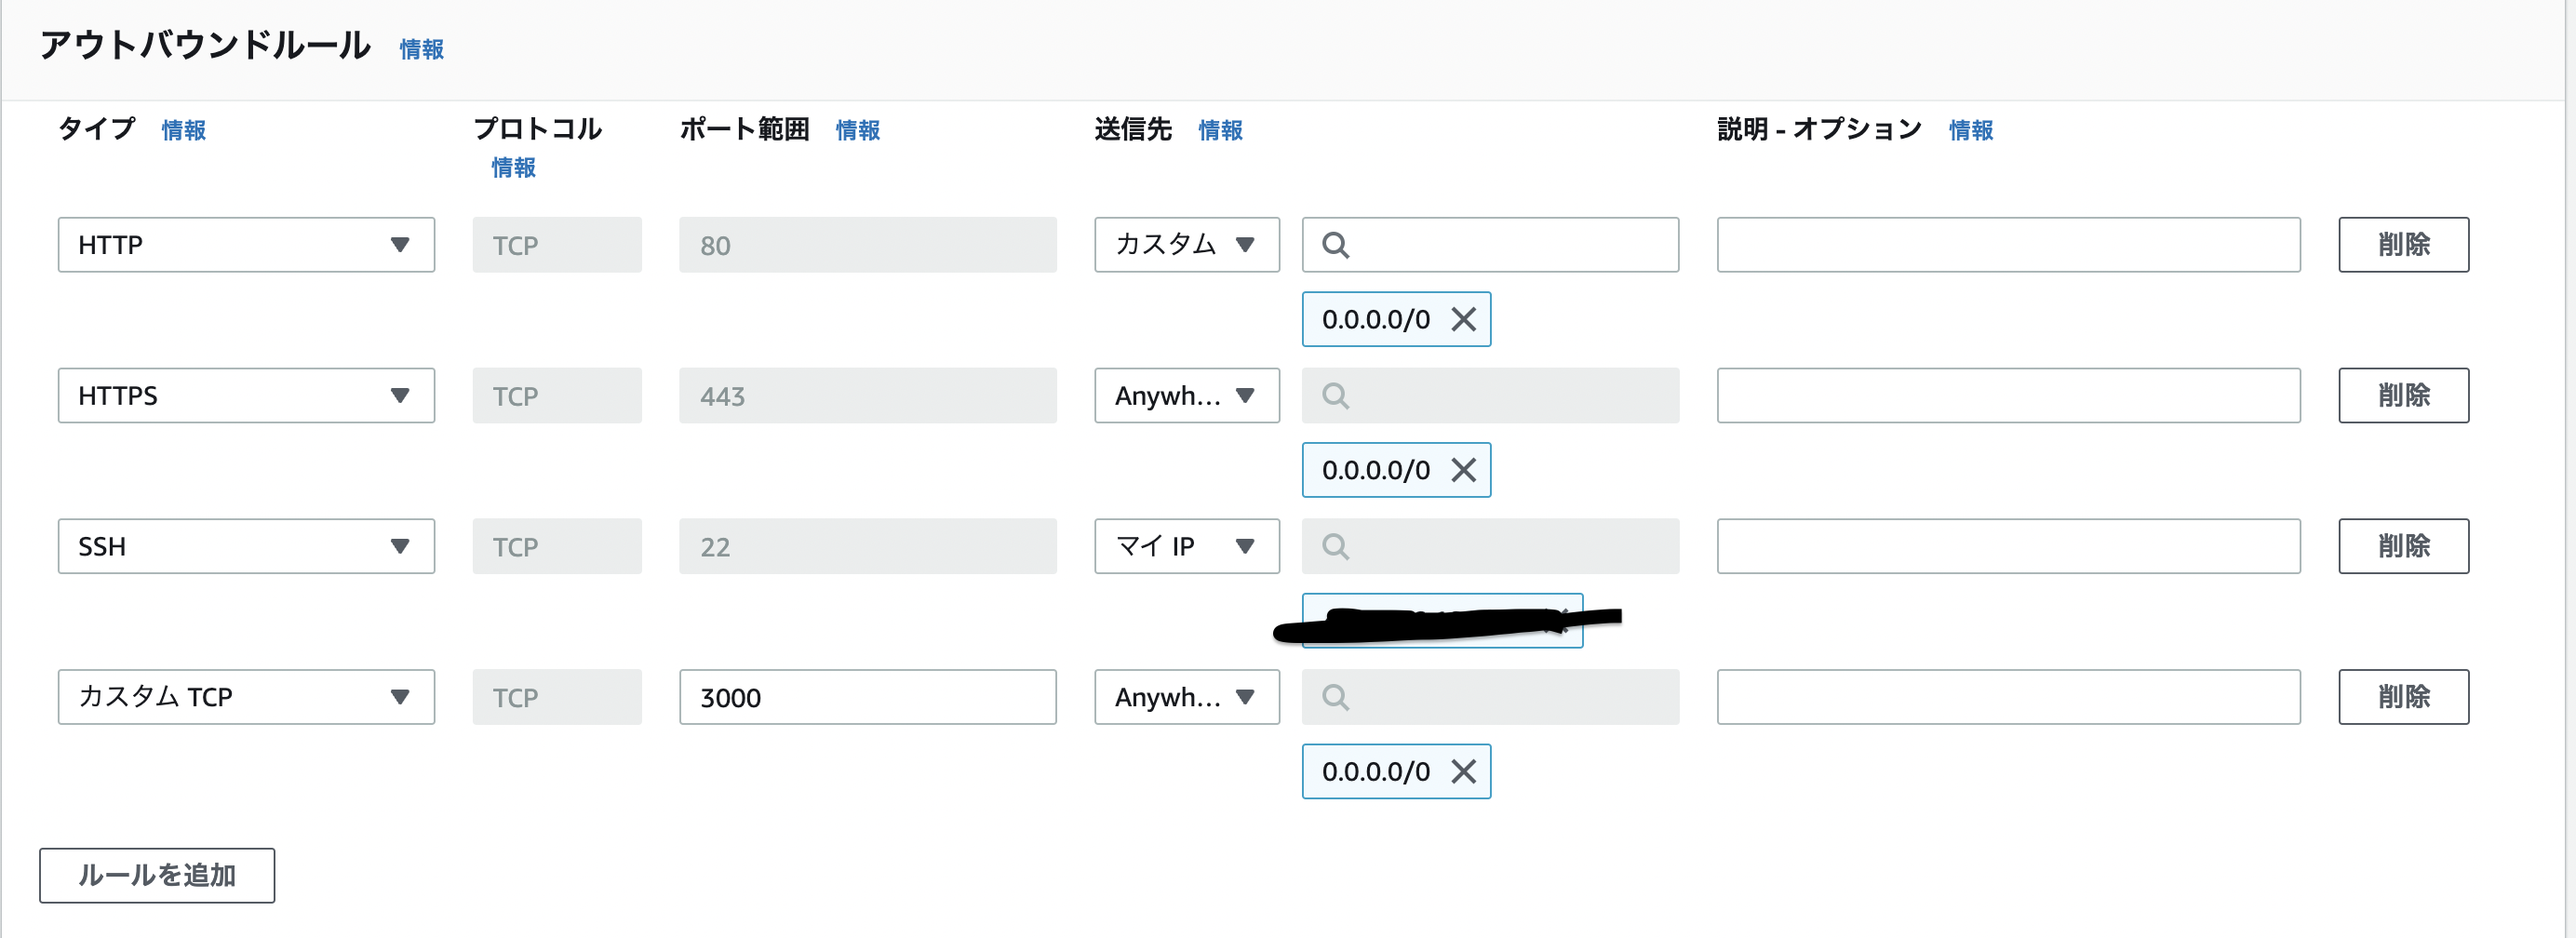 アウトバウンドルール 情報
タイプ 情報 プロトコル 情報 ポート範囲 情報 送信先 情報 説明 - オプション 情報
HTTP TCP 80 カスタム 削除
0.0.0.0/0
HTTPS TCP 443 Anywh... 削除
0.0.0.0/0
SSH TCP 22 マイ IP 削除
カスタム TCP TCP 3000 Anywh... 削除
0.0.0.0/0
ルールを追加